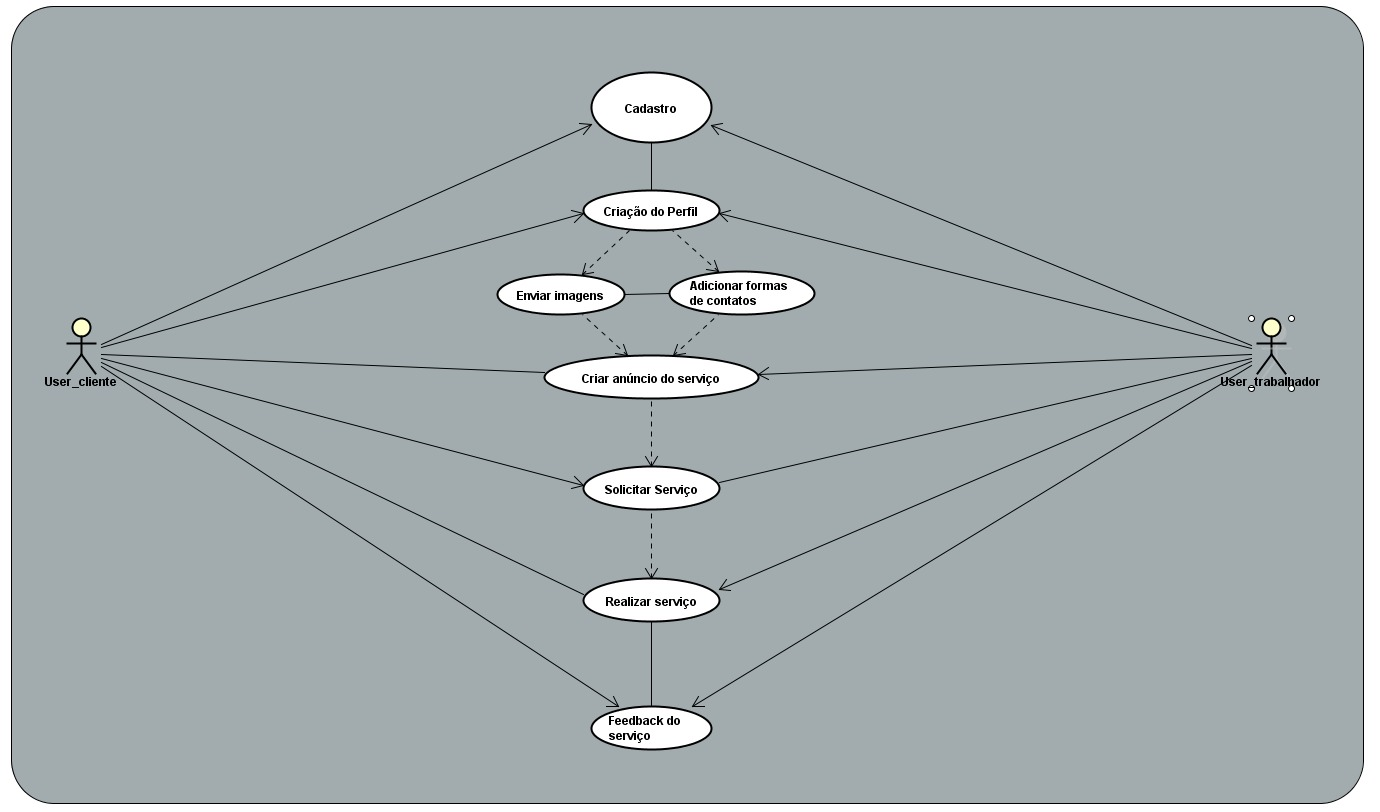 Cadastro
Criação do Perfil
Enviar imagens
Adicionar formas
de contatos
User_cliente
Criar anúncio do serviço
User_trabalhador
Solicitar Serviço
Realizar serviço
Feedback do
serviço